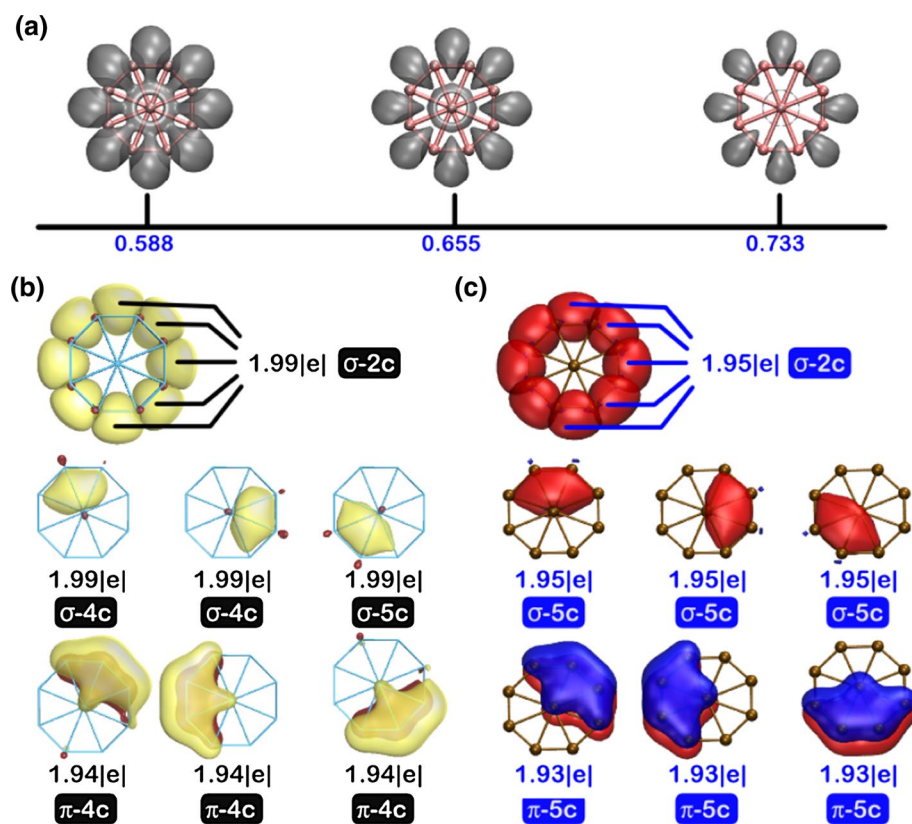 (a)
0.588 0.655 0.733
(b) (c)
1.99|e| σ-2c 1.95|e| σ-2c
1.99|e| 1.99|e| 1.99|e| 1.95|e| 1.95|e| 1.95|e|
σ-4c σ-4c σ-5c σ-5c σ-5c σ-5c
1.94|e| 1.94|e| 1.94|e| 1.93|e| 1.93|e| 1.93|e|
π-4c π-4c π-4c π-5c π-5c π-5c